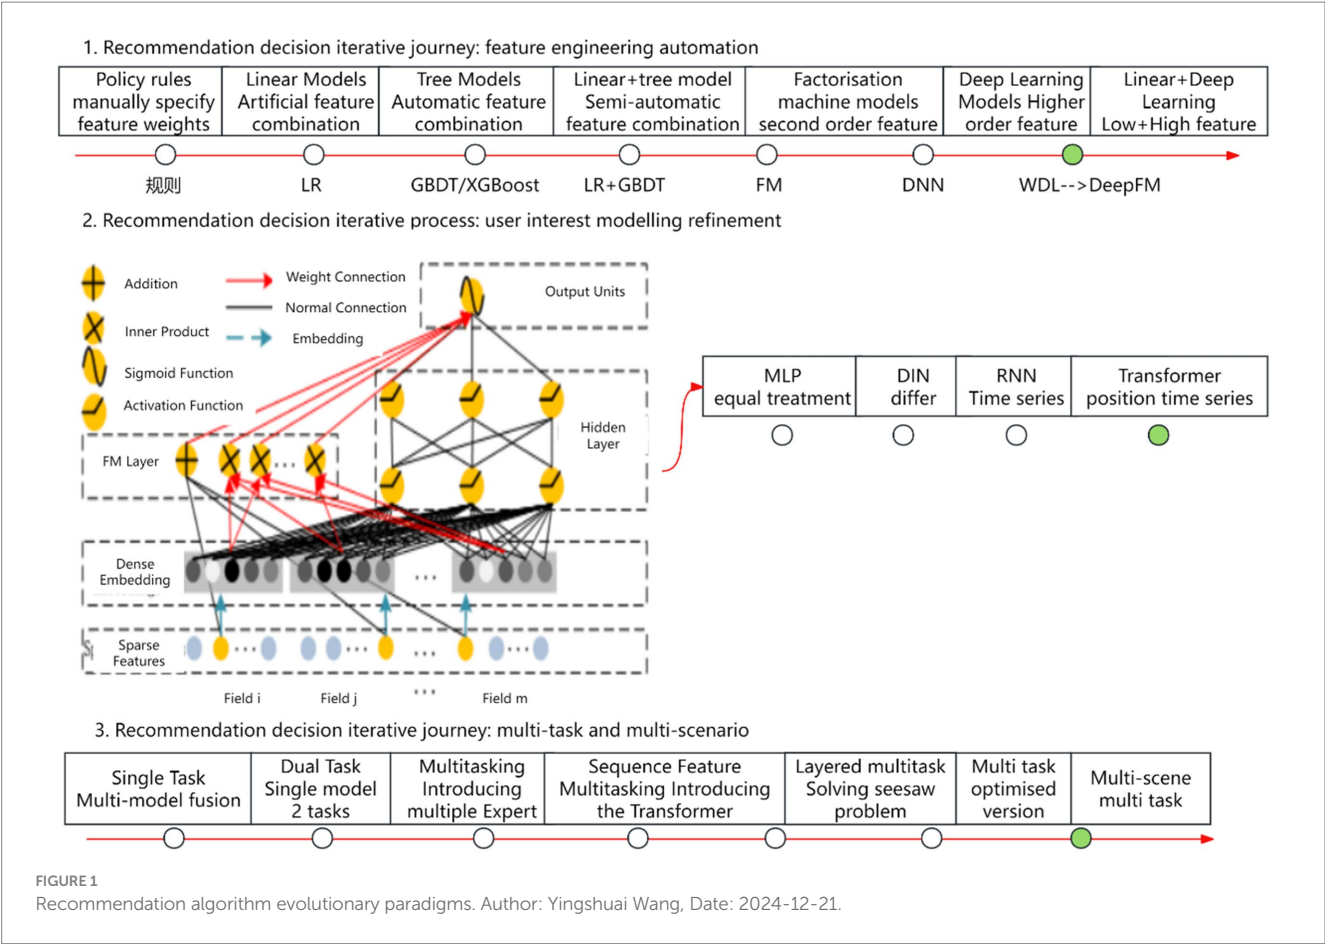 1. Recommendation decision iterative journey: feature engineering automation
Policy rules
manually specify
feature weights
Linear Models
Artificial feature
combination
Tree Models
Automatic feature
combination
Linear+tree model
Semi-automatic
feature combination
Factorisation
machine models
second order feature
Deep Learning
Models Higher
order feature
Linear+Deep
Learning
Low+High feature
规则
LR
GBDT/XGBoost
LR+GBDT
FM
DNN
WDL-->DeepFM
2. Recommendation decision iterative process: user interest modelling refinement
Addition
Inner Product
Sigmoid Function
Activation Function
Weight Connection
Normal Connection
Embedding
Output Units
Hidden
Layer
FM Layer
Dense
Embedding
...
Sparse
Features
...
Field i
Field j
...
Field m
MLP
equal treatment
DIN
differ
RNN
Time series
Transformer
position time series
3. Recommendation decision iterative journey: multi-task and multi-scenario
Single Task
Multi-model fusion
Dual Task
Single model
2 tasks
Multitasking
Introducing
multiple Expert
Sequence Feature
Multitasking Introducing
the Transformer
Layered multitask
Solving seesaw
problem
Multi task
optimised
version
Multi-scene
multi task
FIGURE 1
Recommendation algorithm evolutionary paradigms. Author: Yingshuai Wang, Date: 2024-12-21.